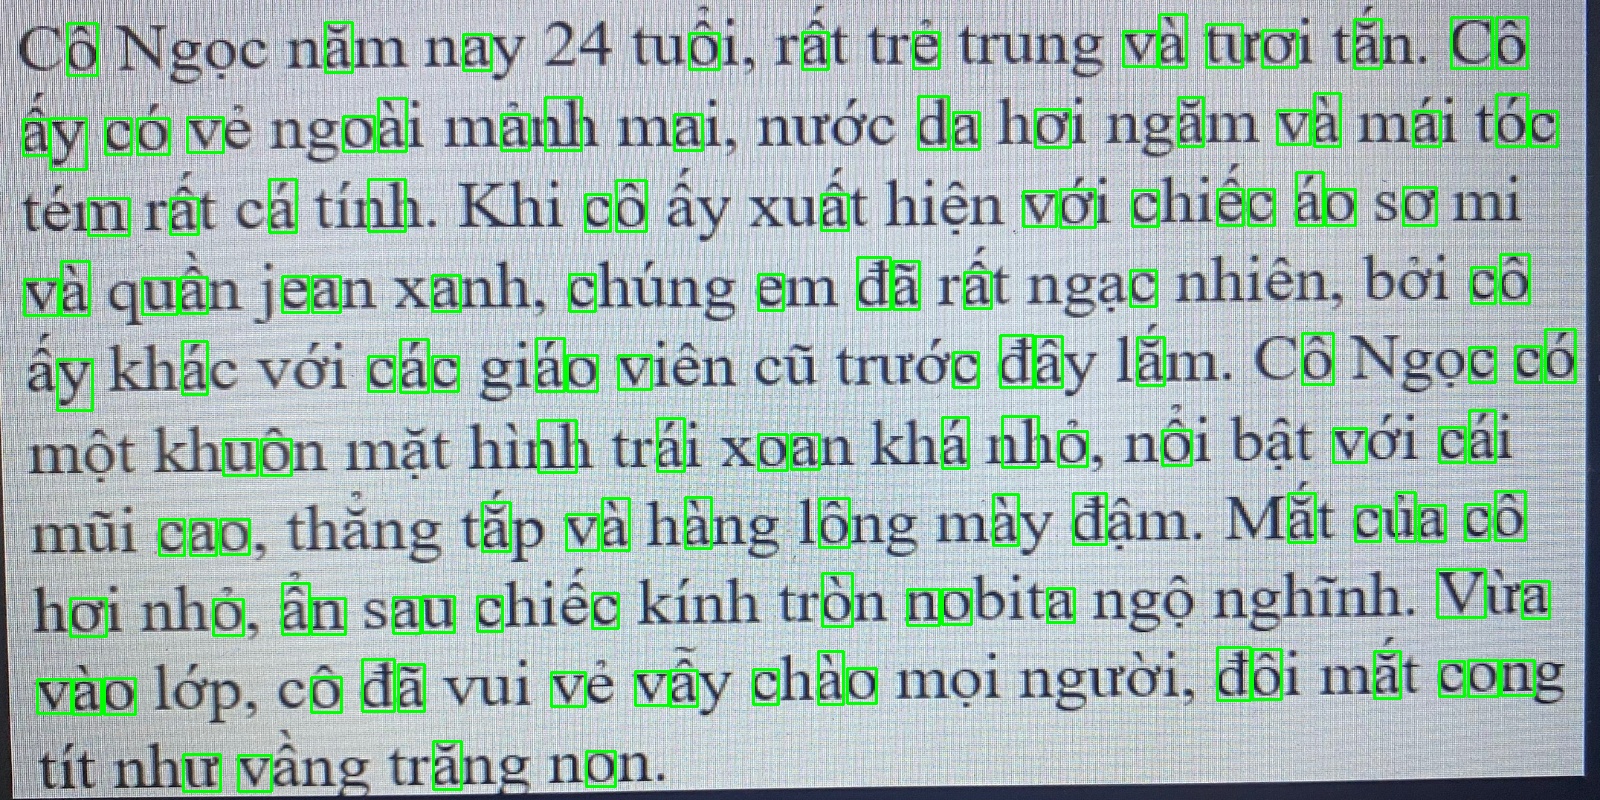 Cô Ngọc năm nay 24 tuổi, rất trẻ trung và tươi tắn. Cô
ấy có vẻ ngoài mảnh mai, nước da hơi ngăm và mái tóc
tém rất cá tính. Khi cô ấy xuất hiện với chiếc áo sơ mi
và quần jean xanh, chúng em đã rất ngạc nhiên, bởi cô
ấy khác với các giáo viên cũ trước đây lắm. Cô Ngọc có
một khuôn mặt hình trái xoan khá nhỏ, nổi bật với cái
mũi cao, thẳng tắp và hàng lông mày đậm. Mắt của cô
hơi nhỏ, ẩn sau chiếc kính tròn nobita ngộ nghĩnh. Vừa
vào lớp, cô đã vui vẻ vẫy chào mọi người, đôi mắt cong
tít như vầng trăng non.